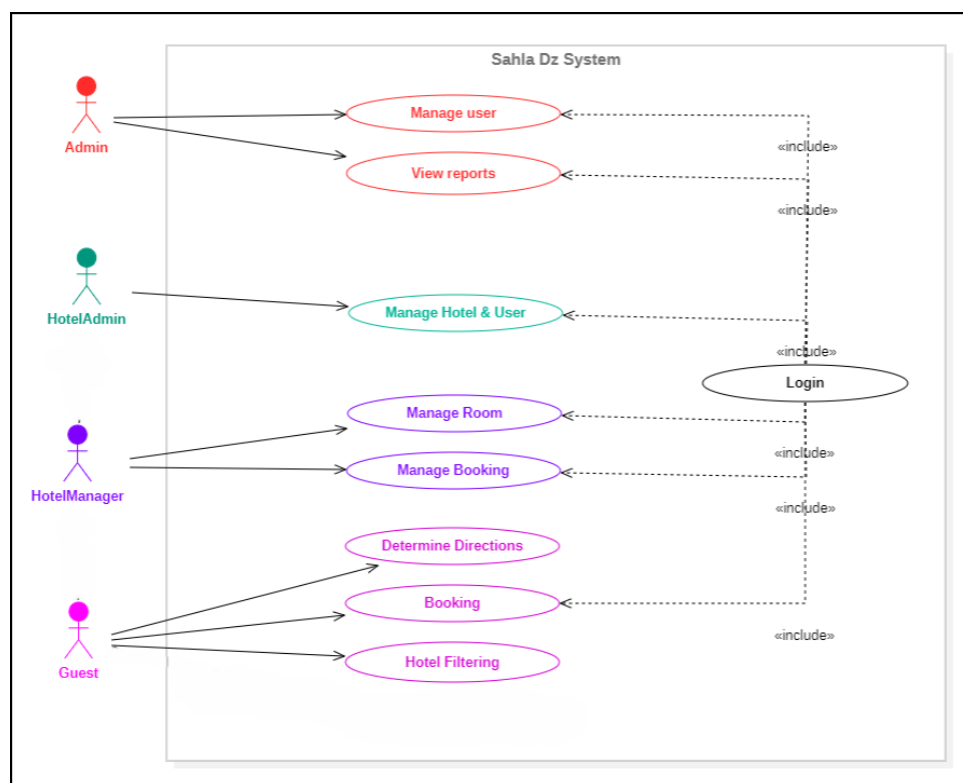 Sahla Dz System
Admin
Manage user
«include»
View reports
«include»
HotelAdmin
Manage Hotel & User
«include»
Login
HotelManager
Manage Room
«include»
Manage Booking
«include»
Determine Directions
Booking
«include»
Guest
Hotel Filtering